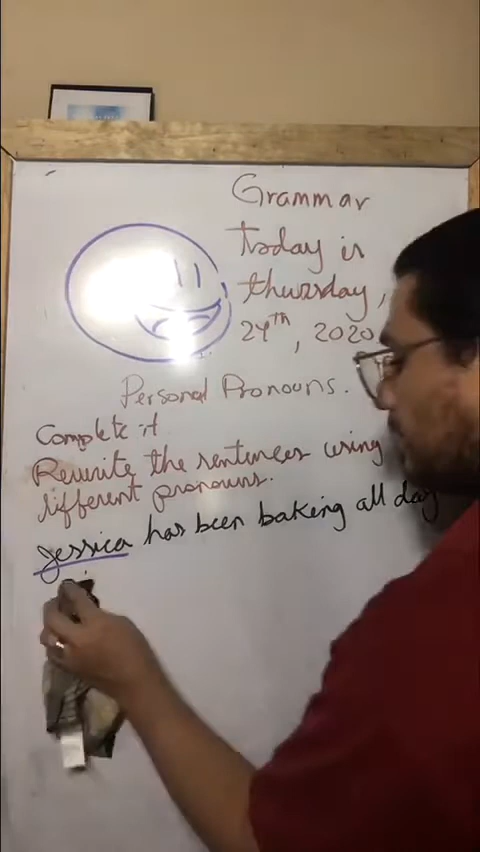 Grammar
today is
thursday,
24th, 2020
Personal Pronouns.
Complete it
Rewrite the sentences using
different pronouns.
Jessica has been baking all day